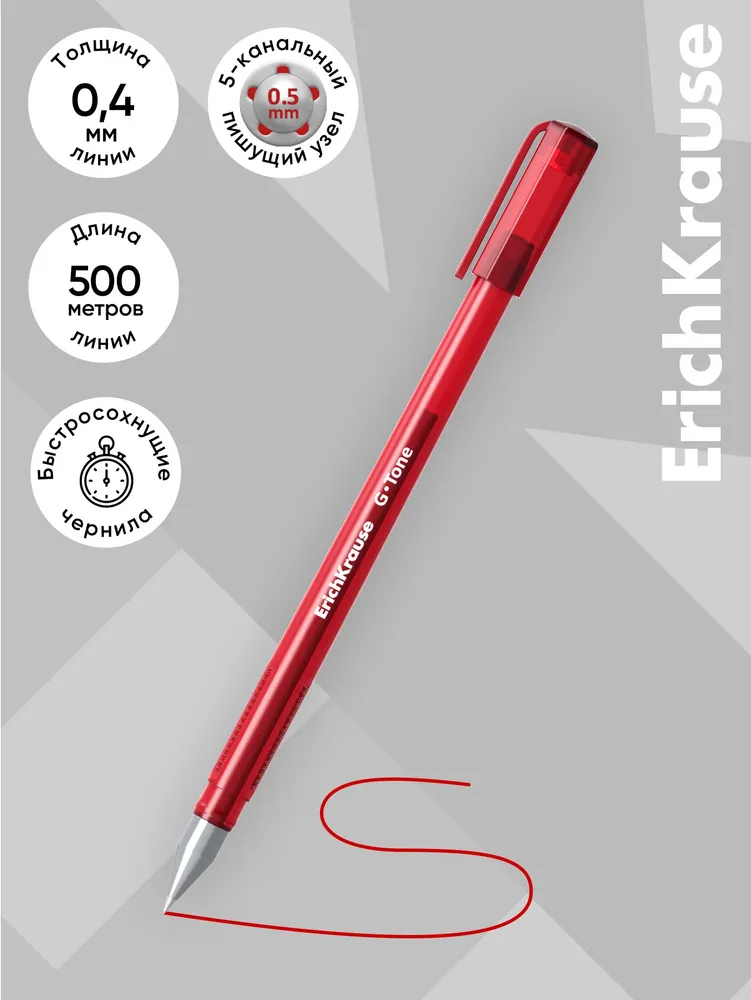 Толщина
0,4
мм
линии
5-канальный
0.5
mm
пишущий узел
Длина
500
метров
линии
Быстросохнущие
чернила
ErichKrause
ErichKrause G•Tone